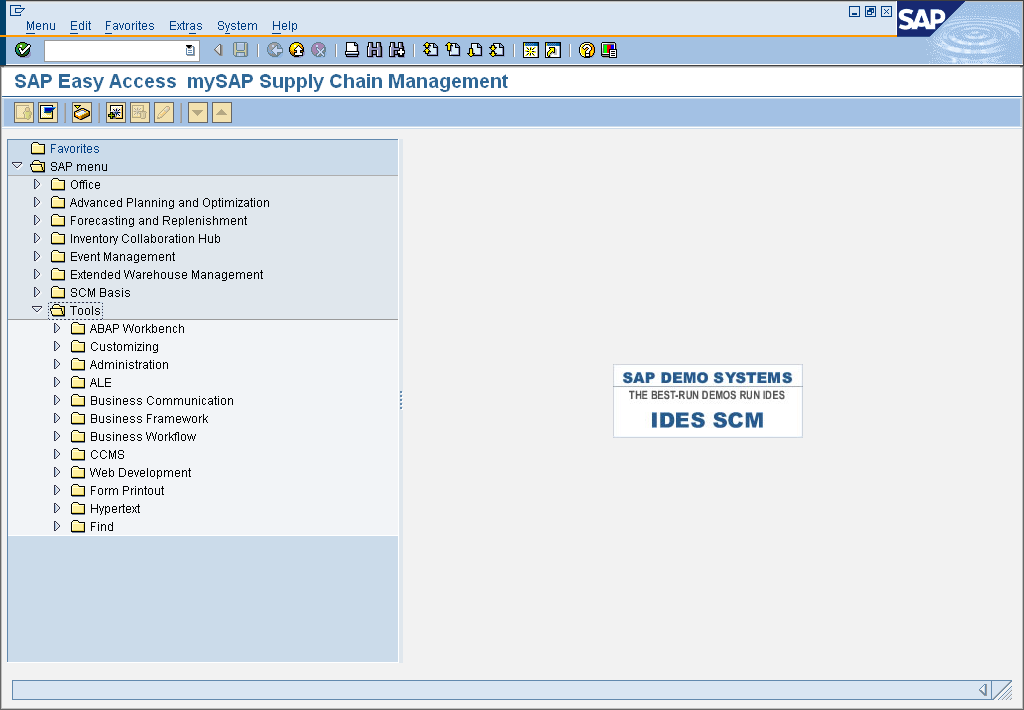 Menu Edit Favorites Extras System Help
SAP
SAP Easy Access mySAP Supply Chain Management
Favorites
SAP menu
Office
Advanced Planning and Optimization
Forecasting and Replenishment
Inventory Collaboration Hub
Event Management
Extended Warehouse Management
SCM Basis
Tools
ABAP Workbench
Customizing
Administration
ALE
Business Communication
Business Framework
Business Workflow
CCMS
Web Development
Form Printout
Hypertext
Find
SAP DEMO SYSTEMS
THE BEST-RUN DEMOS RUN IDES
IDES SCM